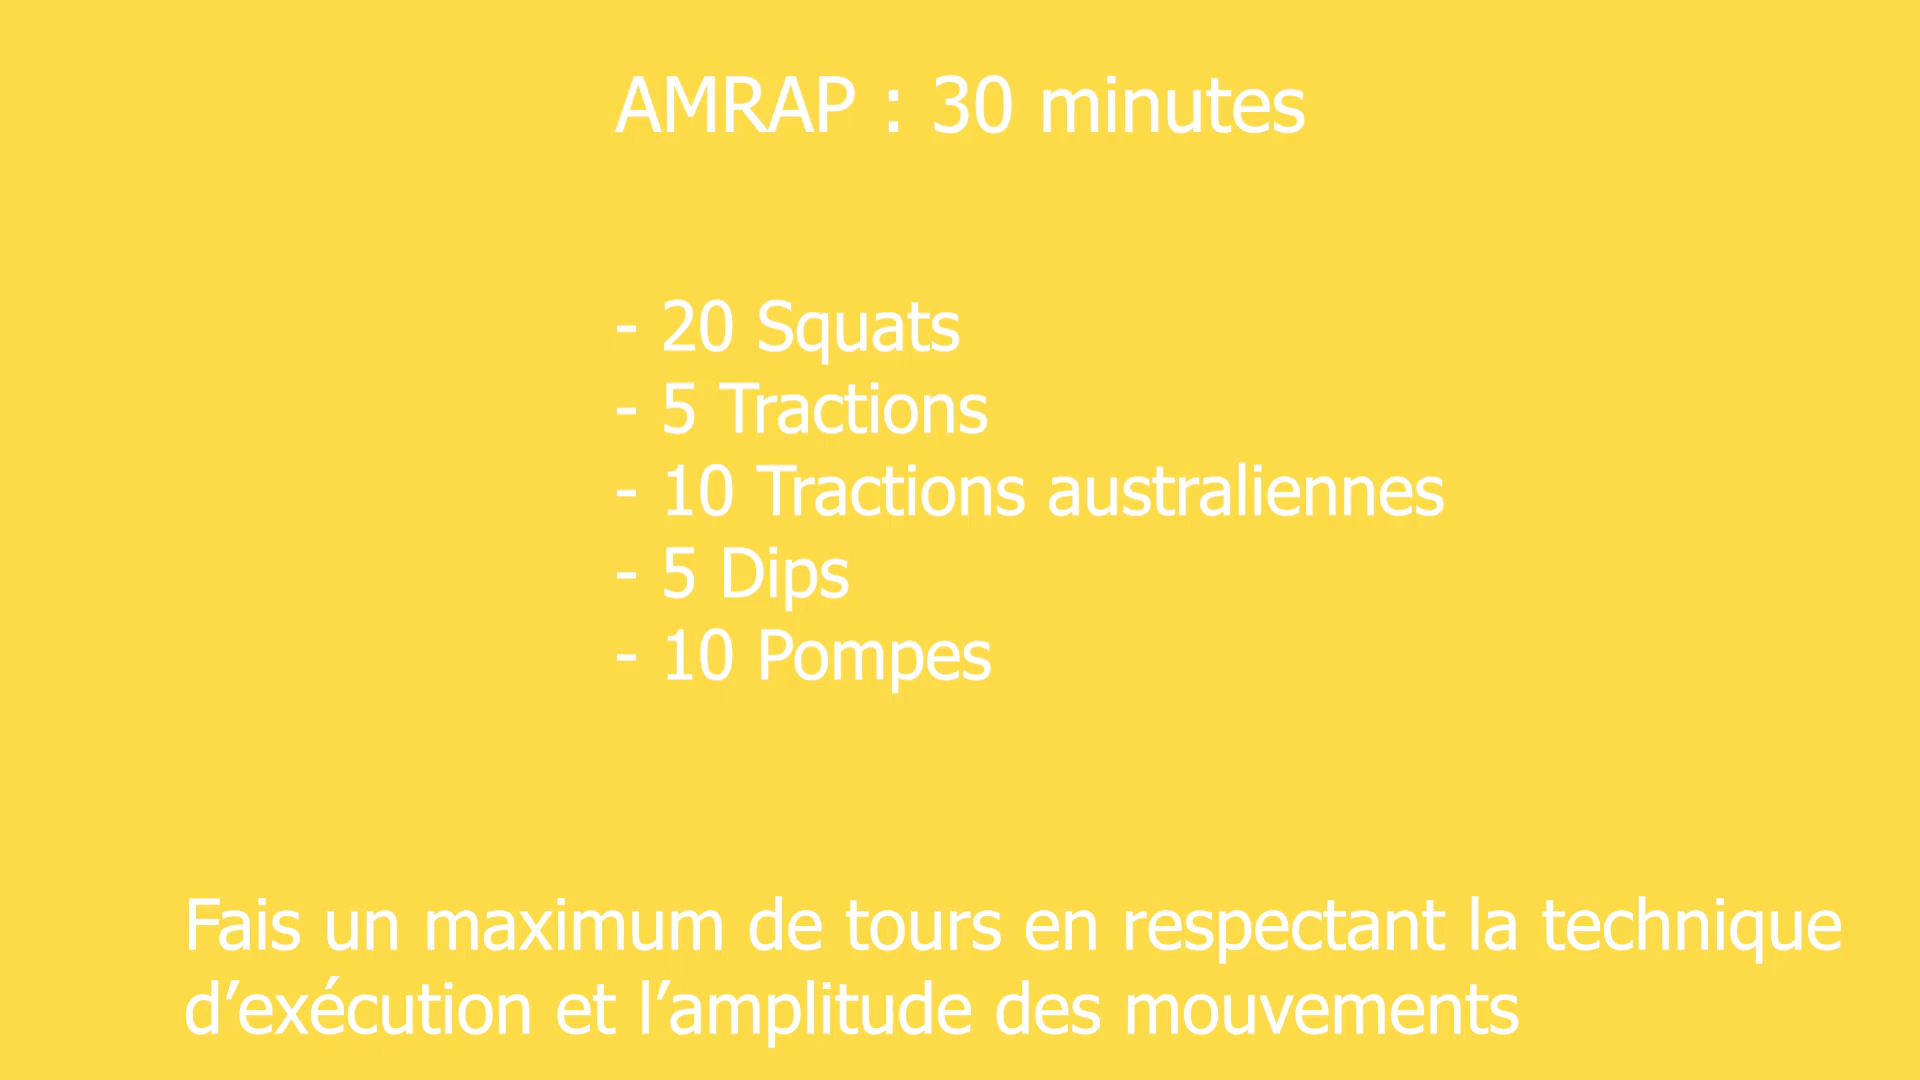 AMRAP : 30 minutes
- 20 Squats
- 5 Tractions
- 10 Tractions australiennes
- 5 Dips
- 10 Pompes
Fais un maximum de tours en respectant la technique
d’exécution et l’amplitude des mouvements